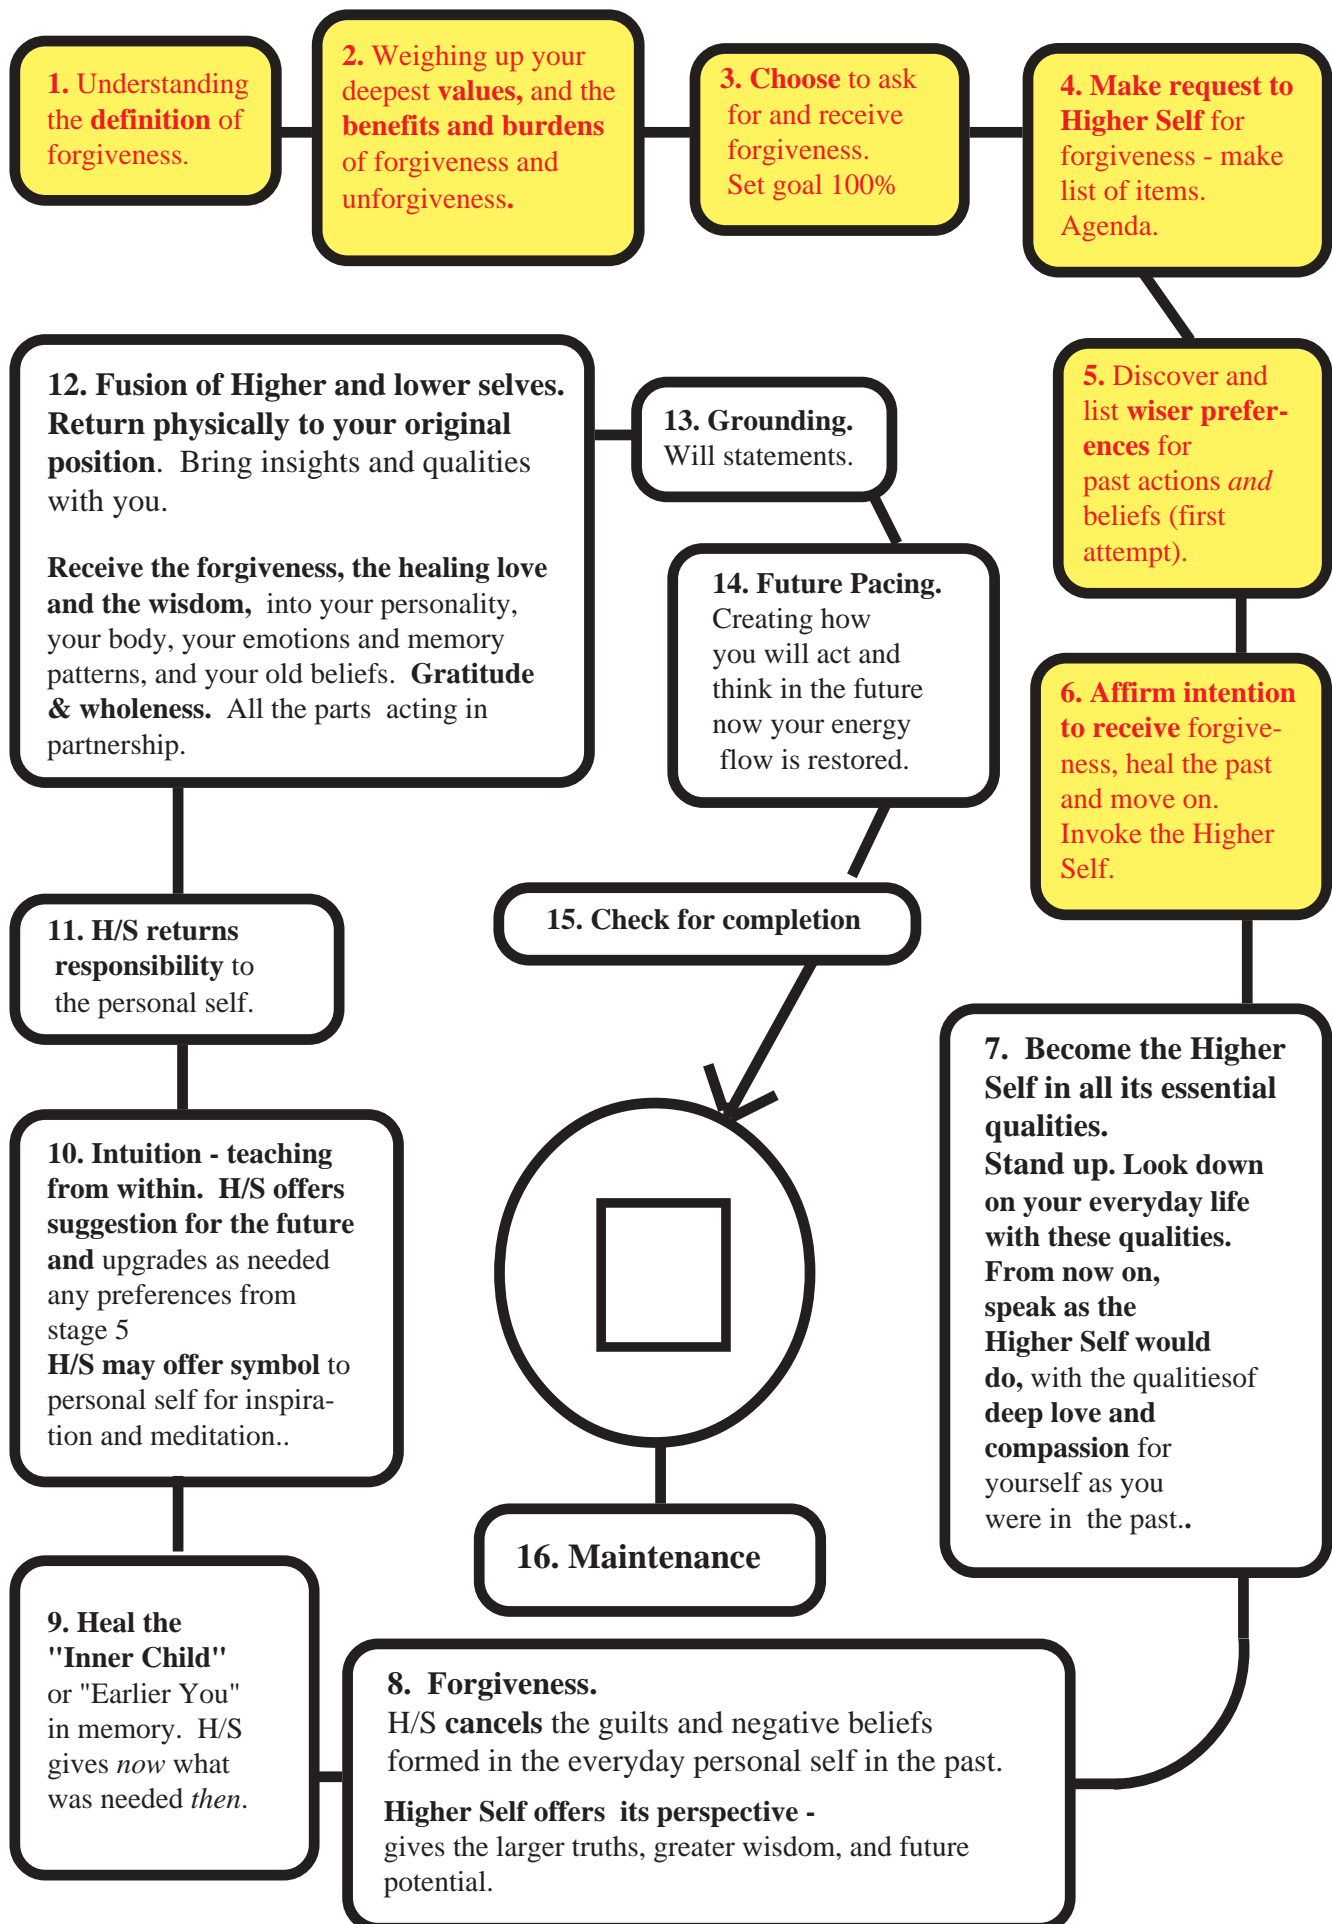 1. Understanding
the definition of
forgiveness.
2. Weighing up your
deepest values, and the
benefits and burdens
of forgiveness and
unforgiveness.
3. Choose to ask
for and receive
forgiveness.
Set goal 100%
4. Make request to
Higher Self for
forgiveness - make
list of items.
Agenda.
5. Discover and
list wiser prefer-
ences for
past actions and
beliefs (first
attempt).
6. Affirm intention
to receive forgive-
ness, heal the past
and move on.
Invoke the Higher
Self.
7. Become the Higher
Self in all its essential
qualities.
Stand up. Look down
on your everyday life
with these qualities.
From now on,
speak as the
Higher Self would
do, with the qualitiesof
deep love and
compassion for
yourself as you
were in the past..
8. Forgiveness.
H/S cancels the guilts and negative beliefs
formed in the everyday personal self in the past.
Higher Self offers its perspective -
gives the larger truths, greater wisdom, and future
potential.
9. Heal the
"Inner Child"
or "Earlier You"
in memory. H/S
gives now what
was needed then.
10. Intuition - teaching
from within. H/S offers
suggestion for the future
and upgrades as needed
any preferences from
stage 5
H/S may offer symbol to
personal self for inspira-
tion and meditation..
11. H/S returns
responsibility to
the personal self.
12. Fusion of Higher and lower selves.
Return physically to your original
position. Bring insights and qualities
with you.
Receive the forgiveness, the healing love
and the wisdom, into your personality,
your body, your emotions and memory
patterns, and your old beliefs. Gratitude
& wholeness. All the parts acting in
partnership.
13. Grounding.
Will statements.
14. Future Pacing.
Creating how
you will act and
think in the future
now your energy
flow is restored.
15. Check for completion
16. Maintenance